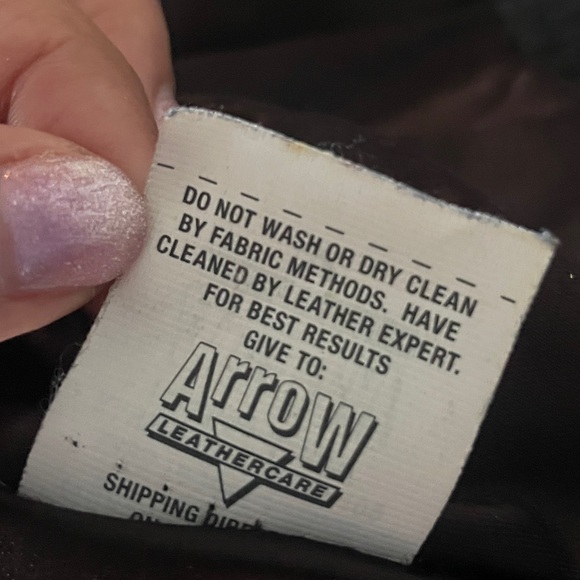 DO NOT WASH OR DRY CLEAN
BY FABRIC METHODS. HAVE
CLEANED BY LEATHER EXPERT.
FOR BEST RESULTS
GIVE TO:
Arrow
LEATHERCARE
SHIPPING